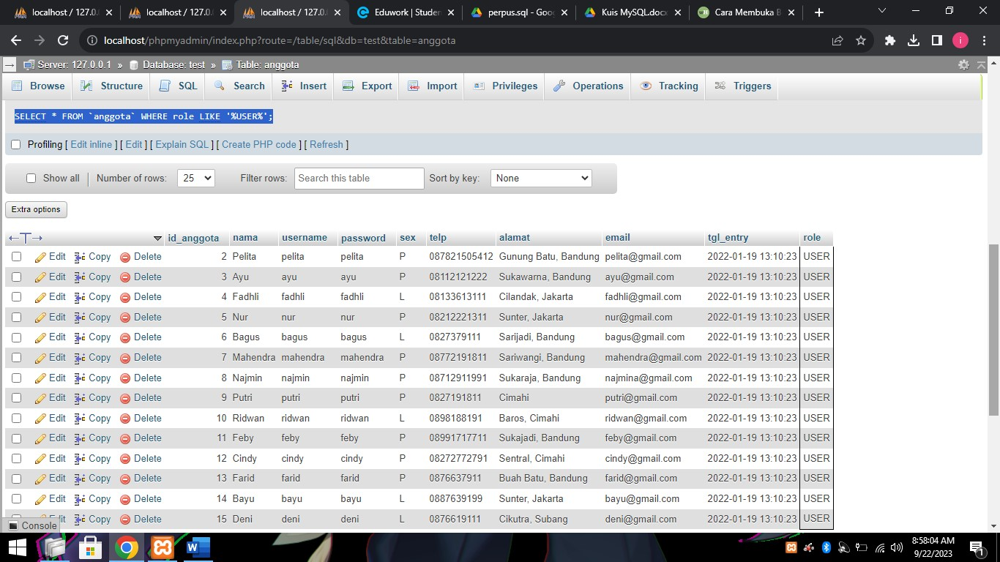 localhost / 127.0. localhost / 127.0. localhost / 127.0. Eduwork | Studen perpus.sql - Goo Kuis MySQL.docx Cara Membuka B
localhost/phpmyadmin/index.php?route=/table/sql&db=test&table=anggota i
Server: 127.0.0.1 » Database: test » Table: anggota
Browse Structure SQL Search Insert Export Import Privileges Operations Tracking Triggers
SELECT * FROM `anggota` WHERE role LIKE '%USER%';
Profiling [ Edit inline ] [ Edit ] [ Explain SQL ] [ Create PHP code ] [ Refresh ]
Show all Number of rows: 25 Filter rows: Search this table Sort by key: None
Extra options
←T→ id_anggota nama username password sex telp alamat email tgl_entry role
Edit Copy Delete 2 Pelita pelita pelita P 087821505412 Gunung Batu, Bandung pelita@gmail.com 2022-01-19 13:10:23 USER
Edit Copy Delete 3 Ayu ayu ayu P 08112121222 Sukawarna, Bandung ayu@gmail.com 2022-01-19 13:10:23 USER
Edit Copy Delete 4 Fadhli fadhli fadhli L 08133613111 Cilandak, Jakarta fadhli@gmail.com 2022-01-19 13:10:23 USER
Edit Copy Delete 5 Nur nur nur P 08212221311 Sunter, Jakarta nur@gmail.com 2022-01-19 13:10:23 USER
Edit Copy Delete 6 Bagus bagus bagus L 0827379111 Sarijadi, Bandung bagus@gmail.com 2022-01-19 13:10:23 USER
Edit Copy Delete 7 Mahendra mahendra mahendra P 08772191811 Sariwangi, Bandung mahendra@gmail.com 2022-01-19 13:10:23 USER
Edit Copy Delete 8 Najmin najmin najmin P 08712911991 Sukaraja, Bandung najmina@gmail.com 2022-01-19 13:10:23 USER
Edit Copy Delete 9 Putri putri putri P 0827191811 Cimahi putri@gmail.com 2022-01-19 13:10:23 USER
Edit Copy Delete 10 Ridwan ridwan ridwan L 0898188191 Baros, Cimahi ridwan@gmail.com 2022-01-19 13:10:23 USER
Edit Copy Delete 11 Feby feby feby P 08991717711 Sukajadi, Bandung feby@gmail.com 2022-01-19 13:10:23 USER
Edit Copy Delete 12 Cindy cindy cindy P 08272772791 Sentral, Cimahi cindy@gmail.com 2022-01-19 13:10:23 USER
Edit Copy Delete 13 Farid farid farid P 0876637911 Buah Batu, Bandung farid@gmail.com 2022-01-19 13:10:23 USER
Edit Copy Delete 14 Bayu bayu bayu L 0887639199 Sunter, Jakarta bayu@gmail.com 2022-01-19 13:10:23 USER
Edit Copy Delete 15 Deni deni deni L 0876619111 Cikutra, Subang deni@gmail.com 2022-01-19 13:10:23 USER
Console
8:58:04 AM
9/22/2023
1